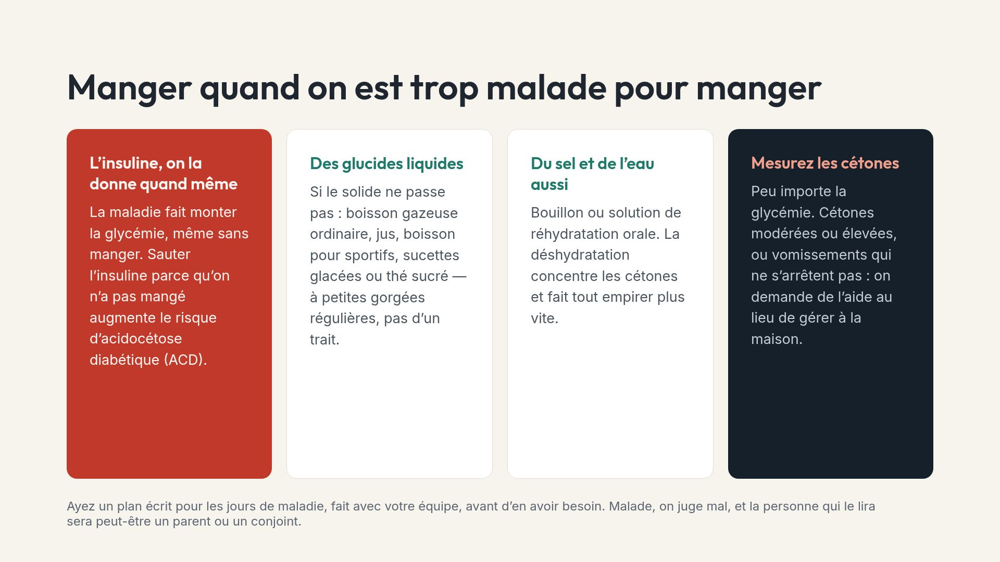 Manger quand on est trop malade pour manger
L’insuline, on la
donne quand même
La maladie fait monter
la glycémie, même sans
manger. Sauter
l’insuline parce qu’on
n’a pas mangé
augmente le risque
d’acidocétose
diabétique (ACD).
Des glucides liquides
Si le solide ne passe
pas : boisson gazeuse
ordinaire, jus, boisson
pour sportifs, sucettes
glacées ou thé sucré —
à petites gorgées
régulières, pas d’un
trait.
Du sel et de l’eau
aussi
Bouillon ou solution de
réhydratation orale. La
déshydratation
concentre les cétones
et fait tout empirer plus
vite.
Mesurez les cétones
Peu importe la
glycémie. Cétones
modérées ou élevées,
ou vomissements qui
ne s’arrêtent pas : on
demande de l’aide au
lieu de gérer à la
maison.
Ayez un plan écrit pour les jours de maladie, fait avec votre équipe, avant d’en avoir besoin. Malade, on juge mal, et la personne qui le lira
sera peut-être un parent ou un conjoint.